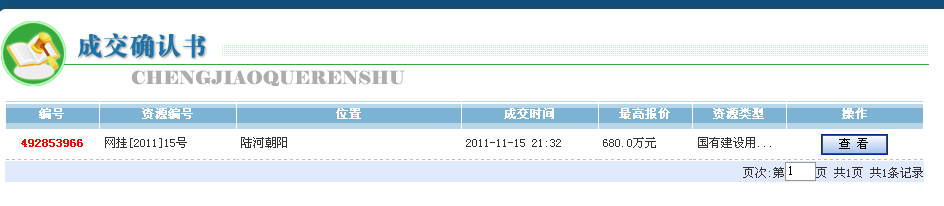 成交确认书
CHENGJIAOQUERENSHU
编号 资源编号 位置 成交时间 最高报价 资源类型 操作
492853966 网挂[2011]15号 陆河朝阳 2011-11-15 21:32 680.0万元 国有建设用... 查 看
页次:第1页 共1页 共1条记录